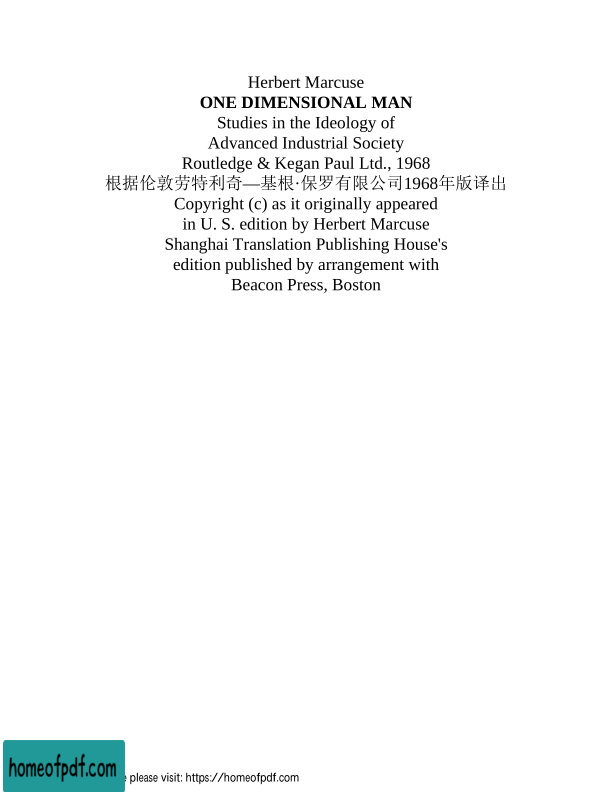 Herbert Marcuse
ONE DIMENSIONAL MAN
Studies in the Ideology of
Advanced Industrial Society
Routledge & Kegan Paul Ltd., 1968
根据伦敦劳特利奇—基根·保罗有限公司1968年版译出
Copyright (c) as it originally appeared
in U. S. edition by Herbert Marcuse
Shanghai Translation Publishing House's
edition published by arrangement with
Beacon Press, Boston
homeofpdf.com
please visit: https://homeofpdf.com